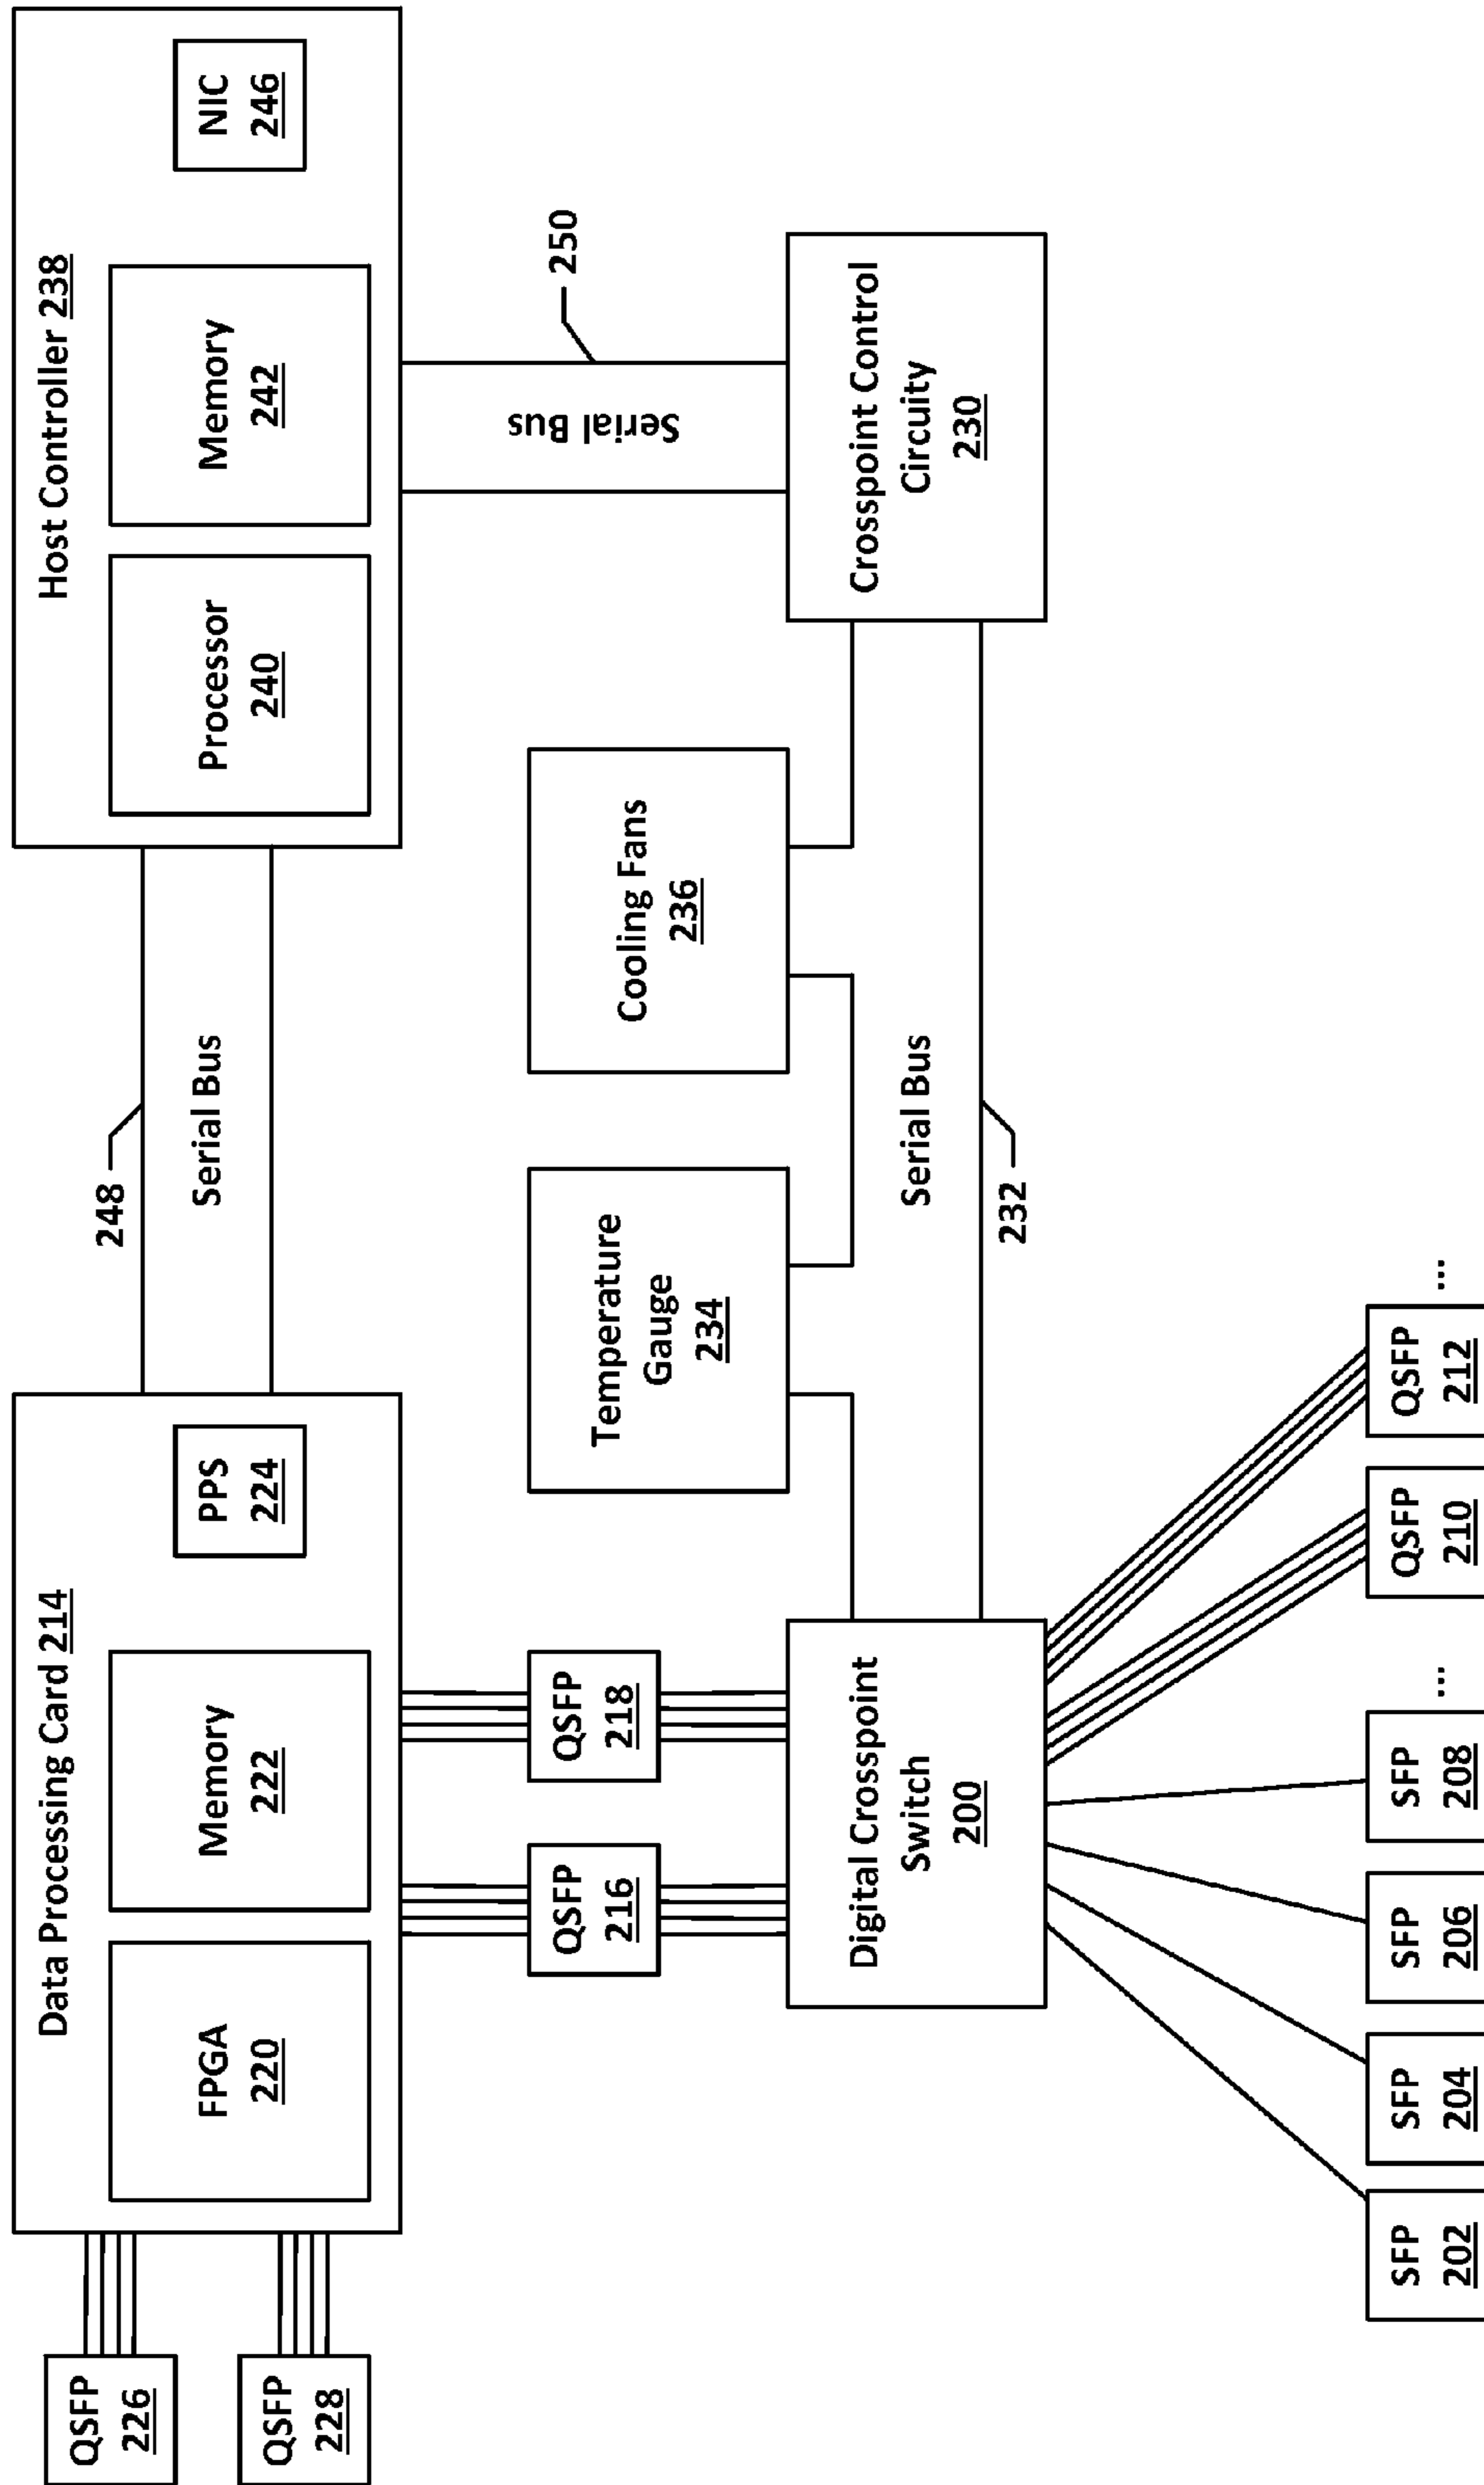 QSFP
226
QSFP
228
Data Processing Card 214
FPGA
220
Memory
222
PPS
224
248
Serial Bus
Host Controller 238
Processor
240
Memory
242
NIC
246
QSFP
216
QSFP
218
Temperature
Gauge
234
Cooling Fans
236
Serial Bus
250
Digital Crosspoint
Switch
200
Serial Bus
232
Crosspoint Control
Circuity
230
SFP
202
SFP
204
SFP
206
SFP
208
...
QSFP
210
QSFP
212
...